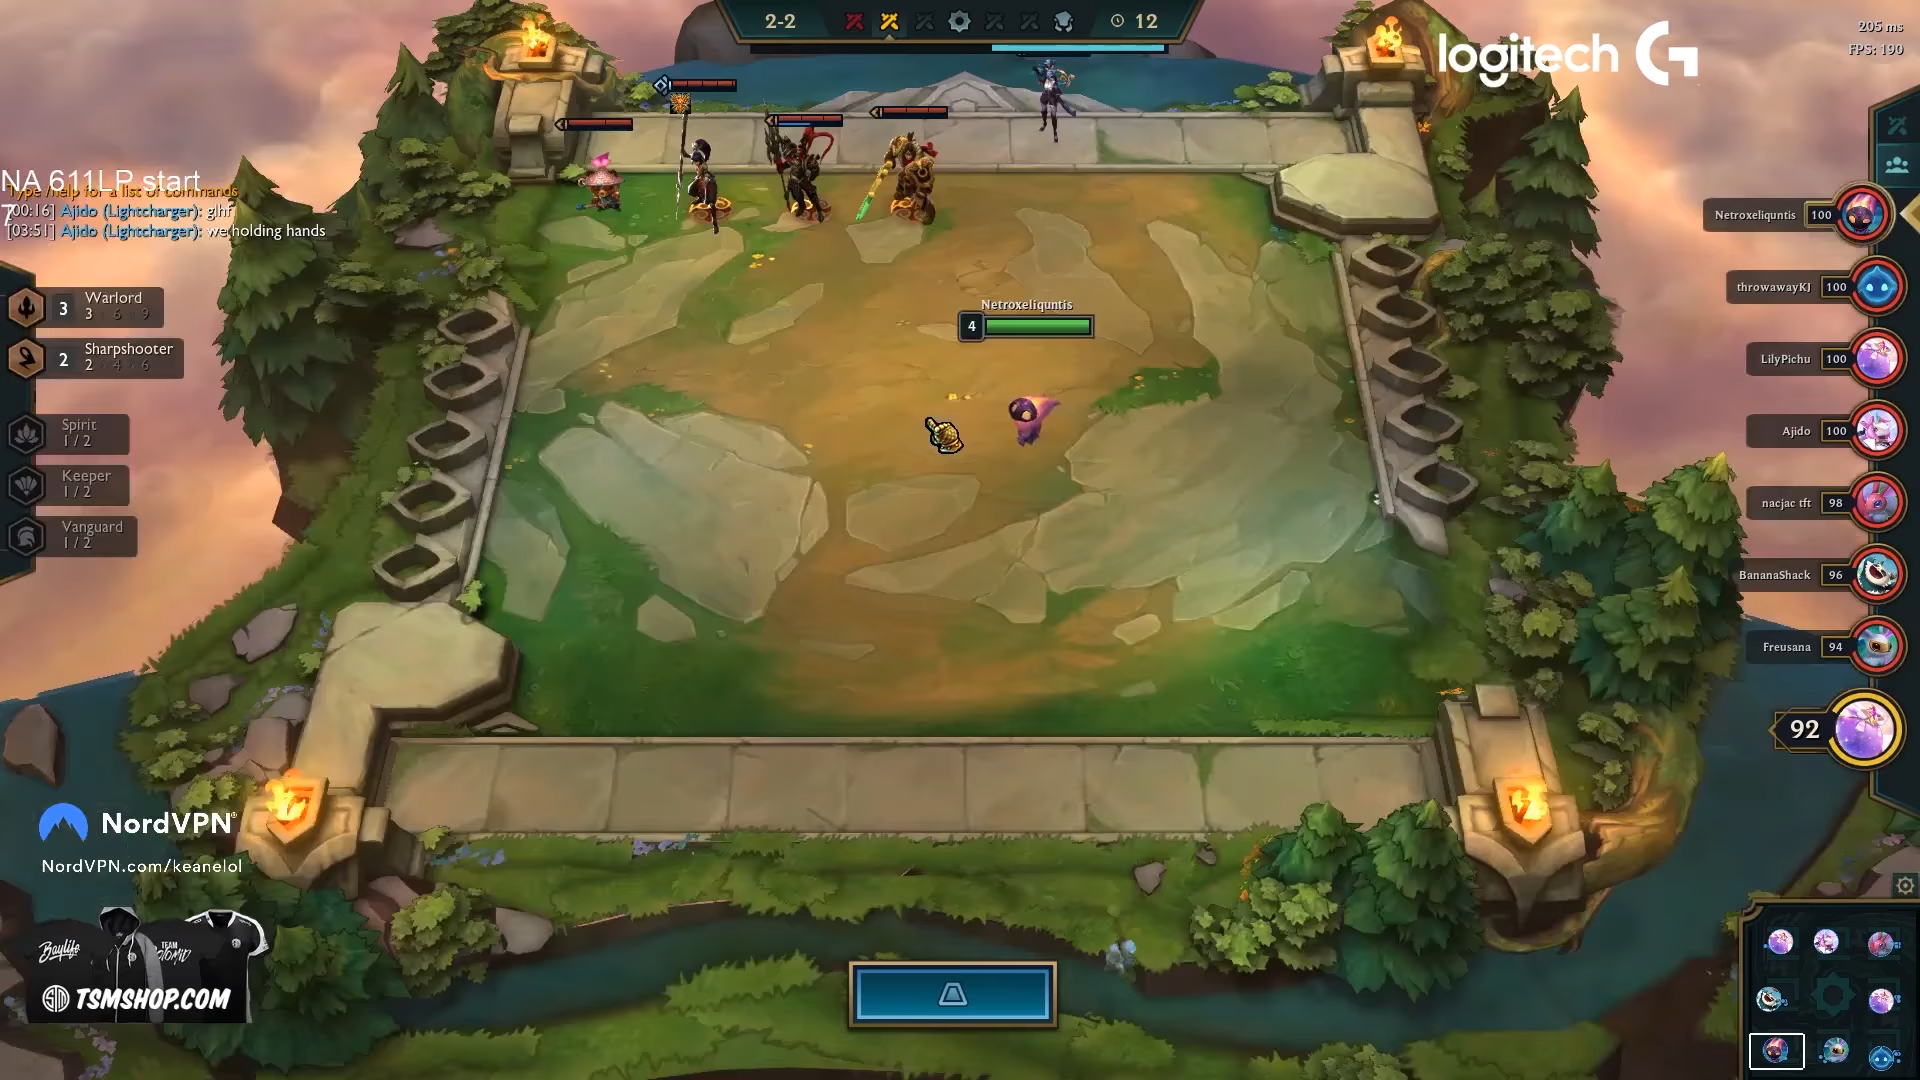 2-2
12
logitech G
205 ms
FPS: 190
NA 611LP start
Type /help for a list of commands
7
[00:16] Ajido (Lightcharger): glhf
[03:51] Ajido (Lightcharger): we holding hands
3 Warlord
3 6 9
2 Sharpshooter
2 4 6
Spirit
1 / 2
Keeper
1 / 2
Vanguard
1 / 2
Netroxeliquntis
4
Netroxeliquntis 100
throwawayKJ 100
LilyPichu 100
Ajido 100
nacjac tft 98
BananaShack 96
Freusana 94
92
NordVPN®
NordVPN.com/keanelol
Baylife
TEAM
TSMSHOP.COM